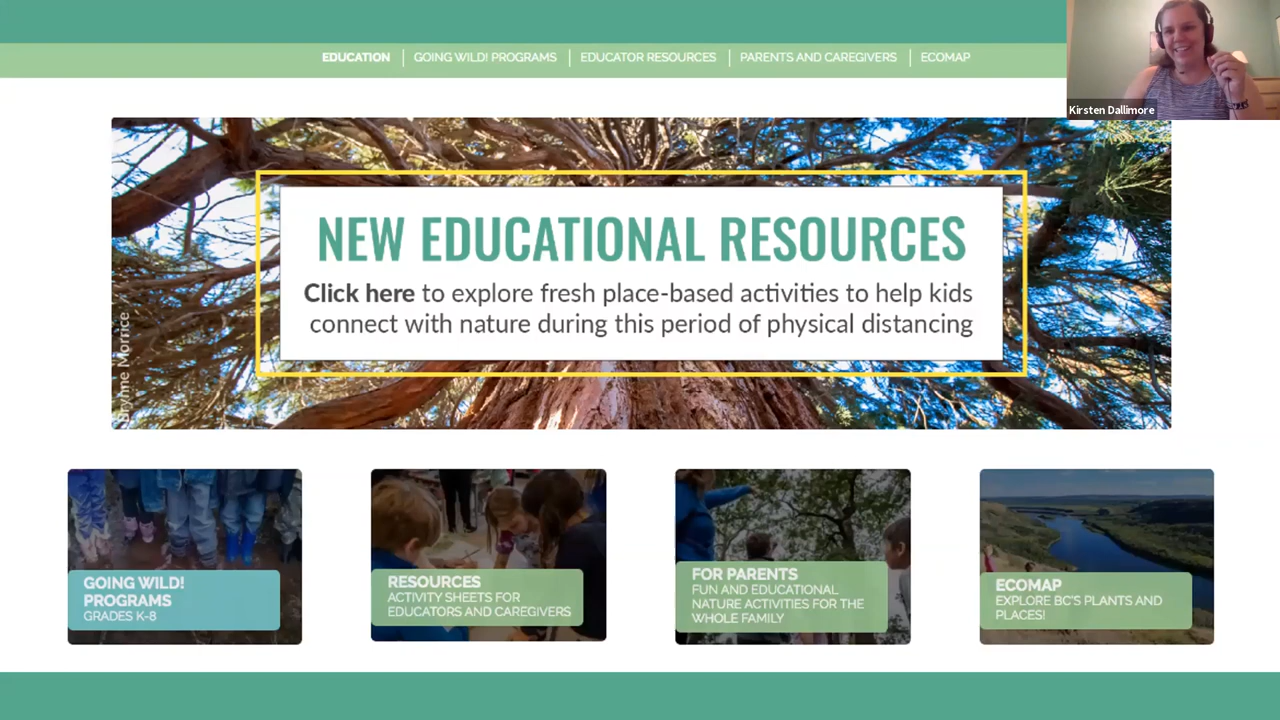 EDUCATION
GOING WILD! PROGRAMS
EDUCATOR RESOURCES
PARENTS AND CAREGIVERS
ECOMAP
Kirsten Dallimore
NEW EDUCATIONAL RESOURCES
Click here to explore fresh place-based activities to help kids
connect with nature during this period of physical distancing
Morrice
GOING WILD!
PROGRAMS
GRADES K-8
RESOURCES
ACTIVITY SHEETS FOR
EDUCATORS AND CAREGIVERS
FOR PARENTS
FUN AND EDUCATIONAL
NATURE ACTIVITIES FOR THE
WHOLE FAMILY
ECOMAP
EXPLORE BC'S PLANTS AND
PLACES!